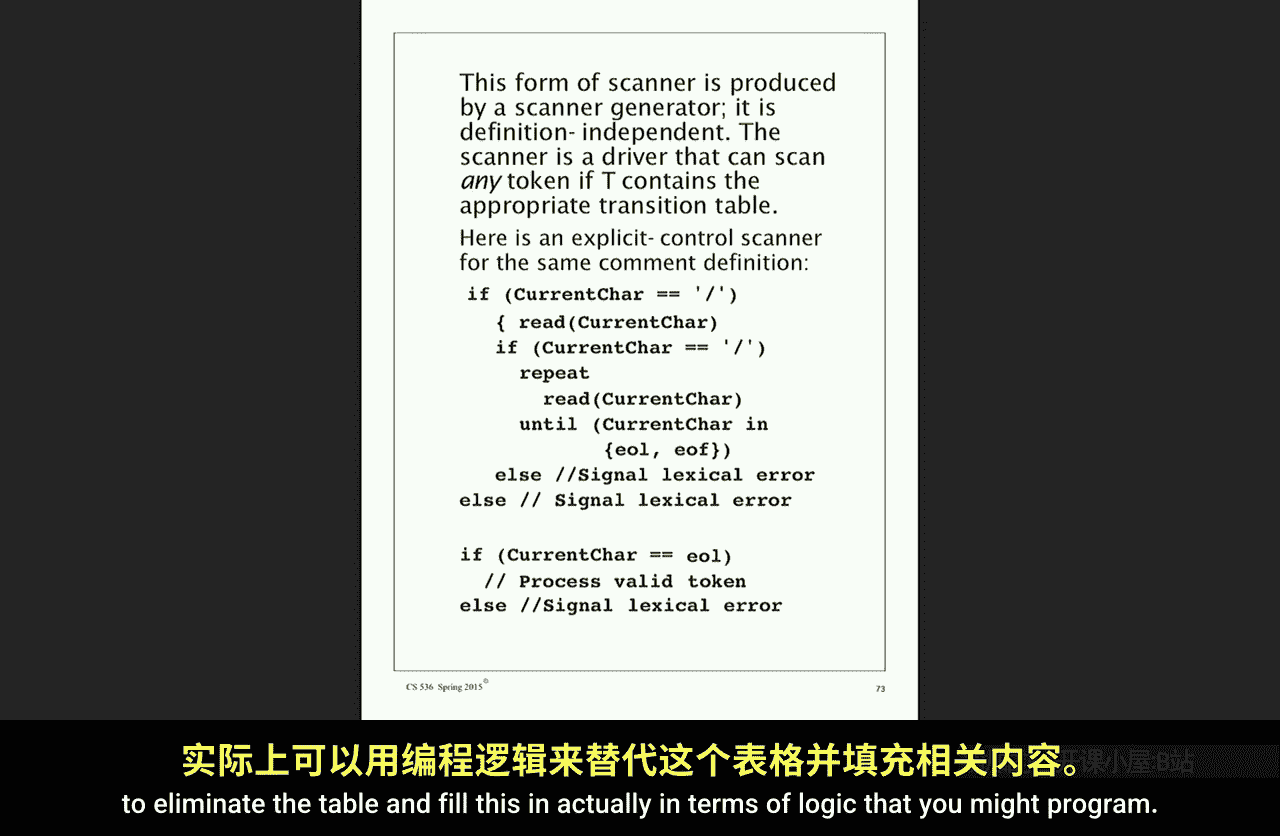 This form of scanner is produced
by a scanner generator; it is
definition- independent. The
scanner is a driver that can scan
any token if T contains the
appropriate transition table.
Here is an explicit- control scanner
for the same comment definition:
if (CurrentChar == '/')
{ read(CurrentChar)
if (CurrentChar == '/')
repeat
read(CurrentChar)
until (CurrentChar in
{eol, eof})
else //Signal lexical error
else // Signal lexical error
if (CurrentChar == eol)
// Process valid token
else //Signal lexical error
CS 536 Spring 2015©
73
实际上可以用编程逻辑来替代这个表格并填充相关内容。
课小屋:B站
to eliminate the table and fill this in actually in terms of logic that you might program.